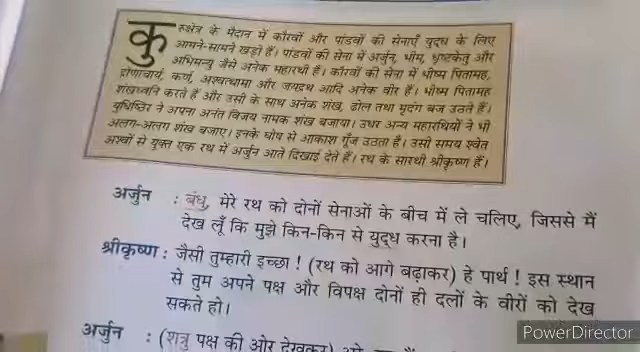 कुरुक्षेत्र के मैदान में कौरवों और पांडवों की सेनाएँ युद्ध के लिए
आमने-सामने खड़ी हैं। पांडवों की सेना में अर्जुन, भीम, धृष्टकेतु और
अभिमन्यु जैसे अनेक महारथी हैं। कौरवों की सेना में भीष्म पितामह,
द्रोणाचार्य, कर्ण, अश्वत्थामा और जयद्रथ आदि अनेक वीर हैं। भीष्म पितामह
शंखध्वनि करते हैं और उसी के साथ अनेक शंख, ढोल तथा मृदंग बज उठते हैं।
युधिष्ठिर ने अपना अनंत विजय नामक शंख बजाया। उधर अन्य महारथियों ने भी
अलग-अलग शंख बजाए। इनके घोष से आकाश गूँज उठता है। उसी समय श्वेत
अश्वों से युक्त एक रथ में अर्जुन आते दिखाई देते हैं। रथ के सारथी श्रीकृष्ण हैं।
अर्जुन : बंधु, मेरे रथ को दोनों सेनाओं के बीच में ले चलिए, जिससे मैं
देख लूँ कि मुझे किन-किन से युद्ध करना है।
श्रीकृष्ण : जैसी तुम्हारी इच्छा ! (रथ को आगे बढ़ाकर) हे पार्थ ! इस स्थान
से तुम अपने पक्ष और विपक्ष दोनों ही दलों के वीरों को देख
सकते हो।
अर्जुन : (शत्रु पक्ष की ओर देखकर)
PowerDirector